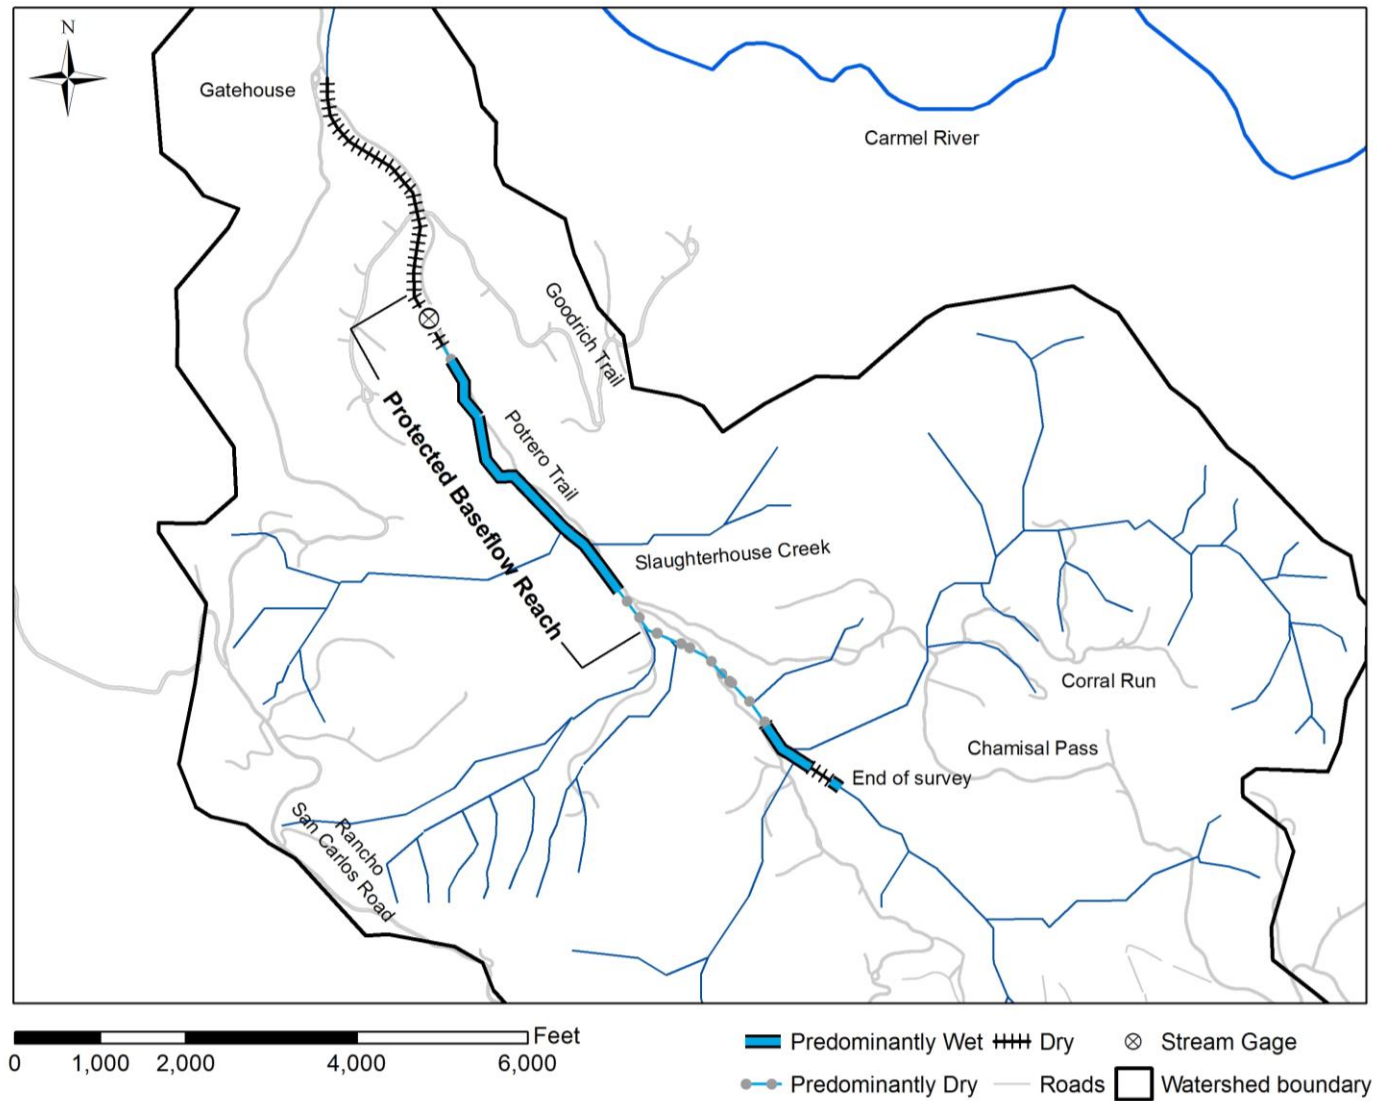 N
Gatehouse
Carmel River
Goodrich Trail
Potrero Trail
Protected Baseflow Reach
Slaughterhouse Creek
Corral Run
Chamisal Pass
End of survey
Rancho
San Carlos Road
Feet
0 1,000 2,000 4,000 6,000
Predominantly Wet Dry Stream Gage
Predominantly Dry Roads Watershed boundary